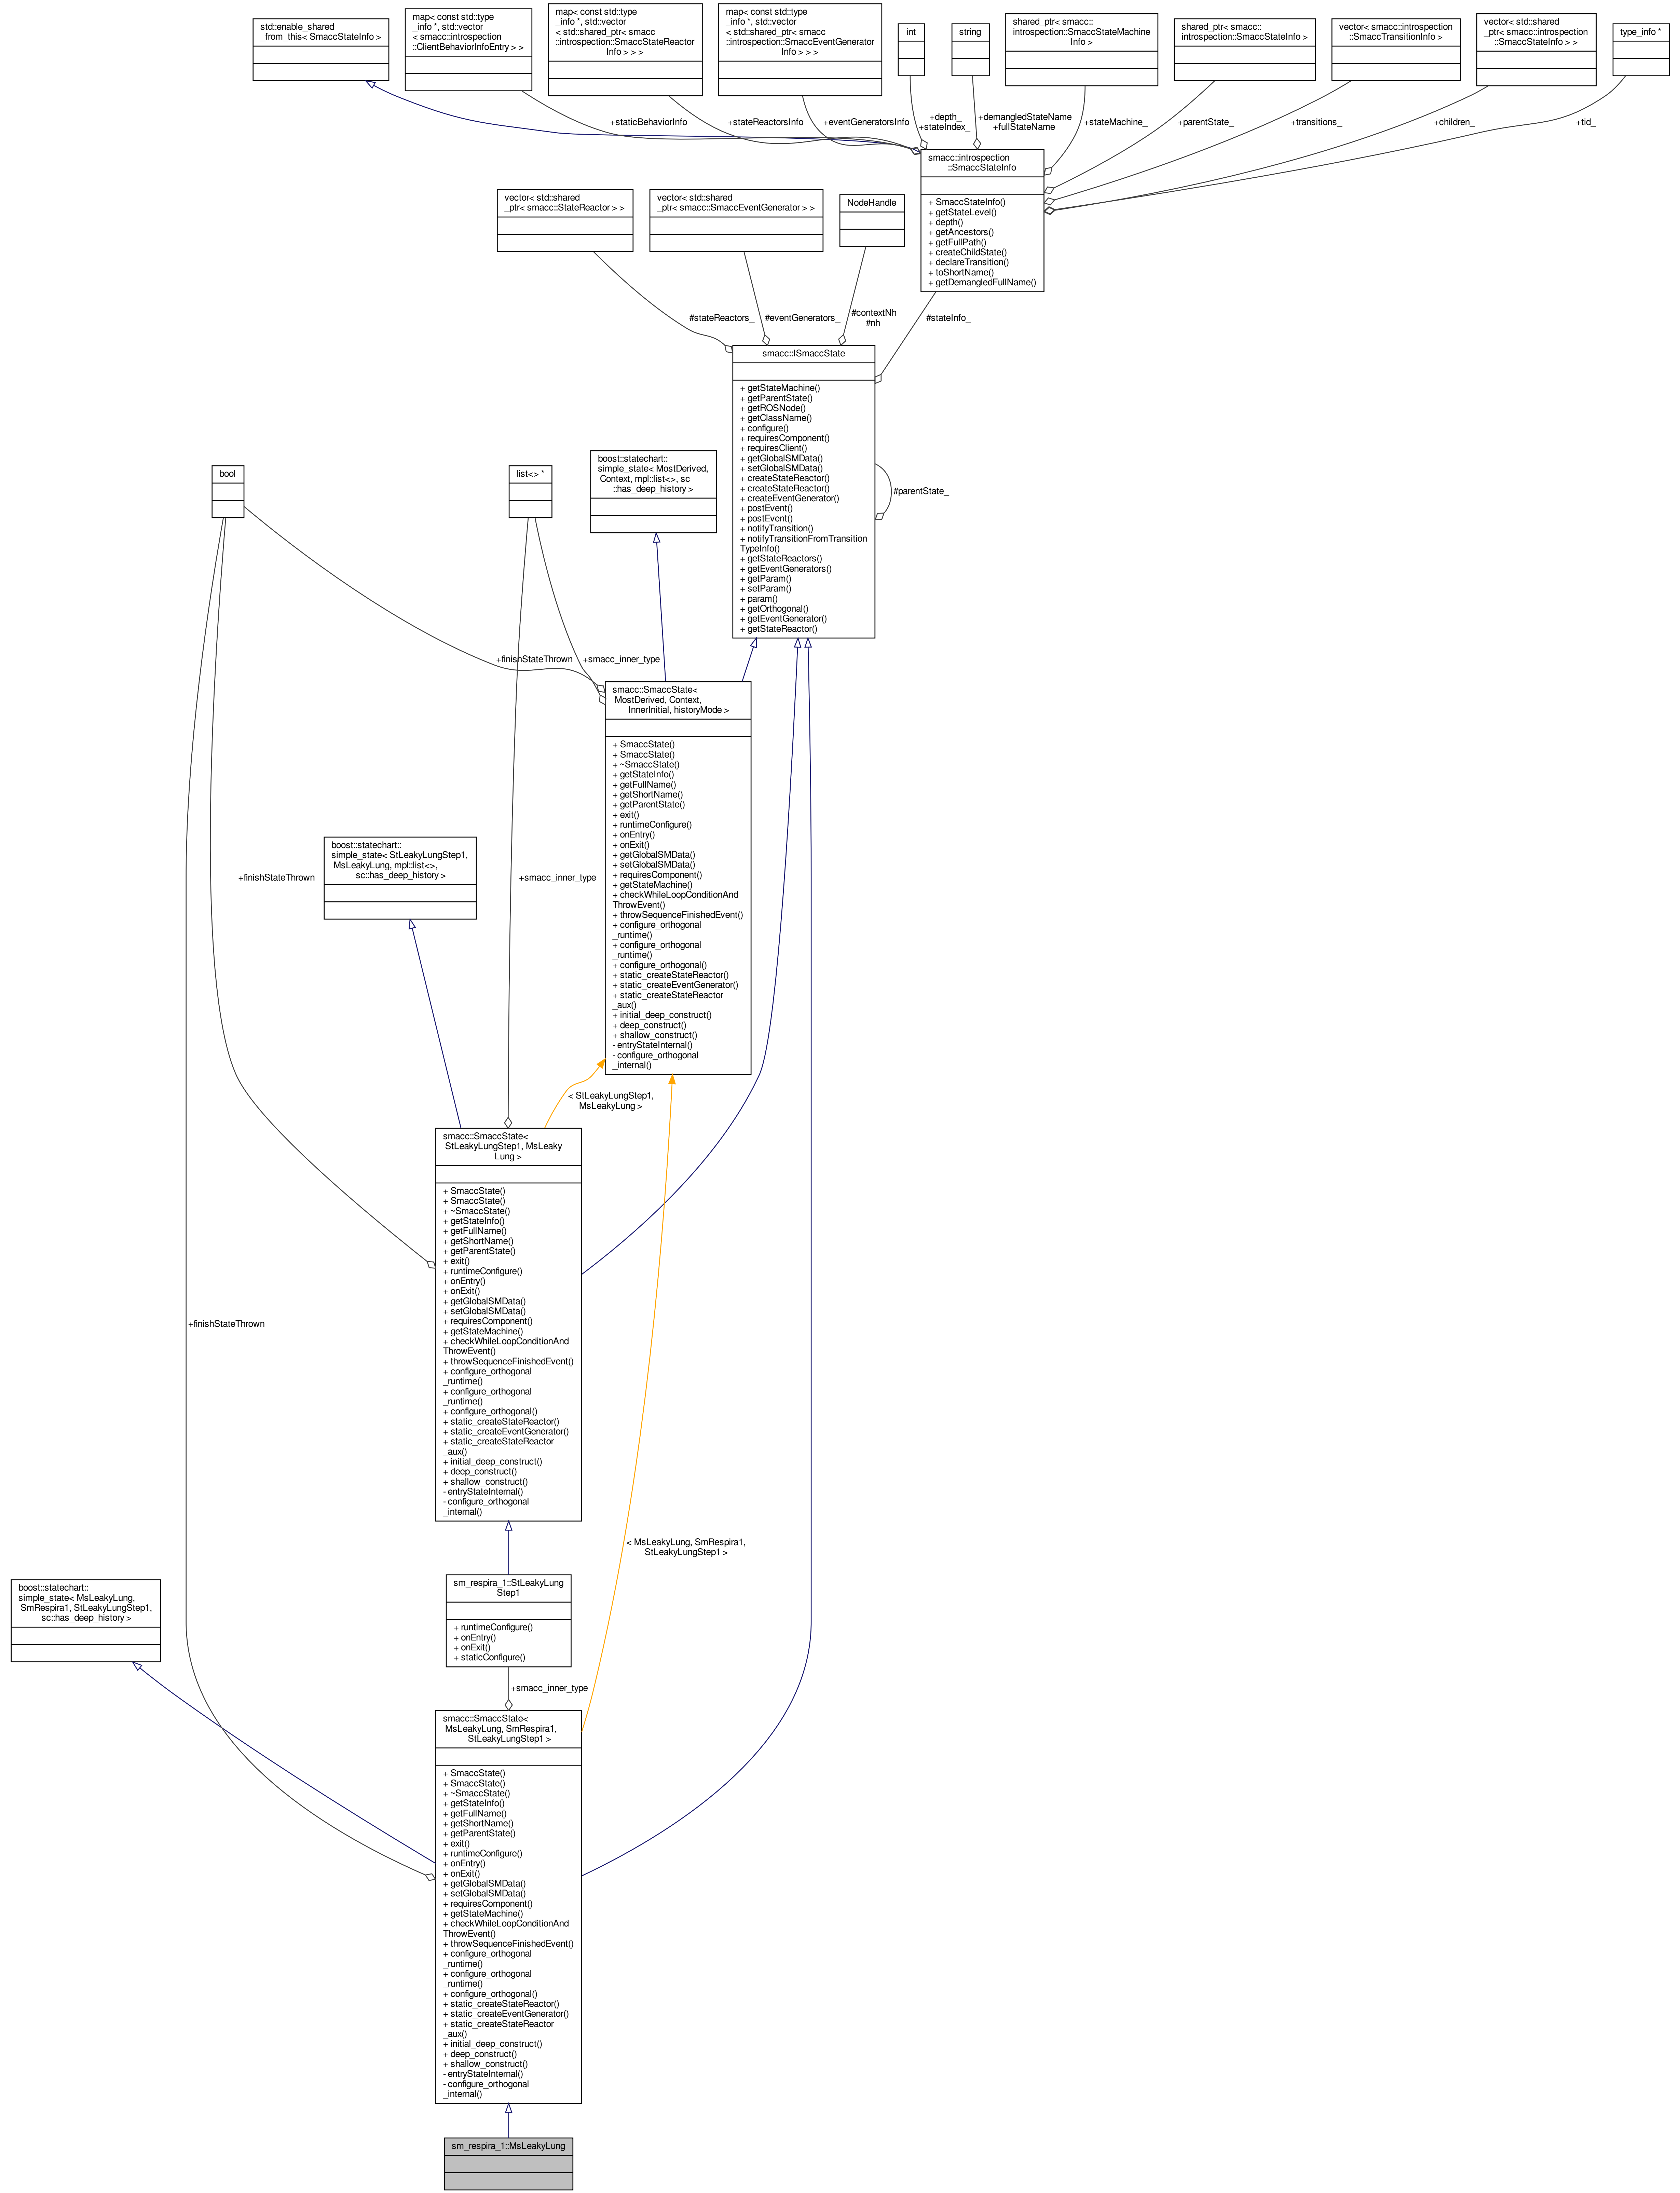 std::enable_shared
_from_this< SmaccStateInfo >
map< const std::type
_info *, std::vector
< smacc::introspection
::ClientBehaviorInfoEntry > >
map< const std::type
_info *, std::vector
< std::shared_ptr< smacc
::introspection::SmaccStateReactor
Info > > >
map< const std::type
_info *, std::vector
< std::shared_ptr< smacc
::introspection::SmaccEventGenerator
Info > > >
int
string
shared_ptr< smacc::
introspection::SmaccStateMachine
Info >
shared_ptr< smacc::
introspection::SmaccStateInfo >
vector< smacc::introspection
::SmaccTransitionInfo >
vector< std::shared
_ptr< smacc::introspection
::SmaccStateInfo > >
type_info *
+staticBehaviorInfo
+stateReactorsInfo
+eventGeneratorsInfo
+depth_
+stateIndex_
+demangledStateName
+fullStateName
+stateMachine_
+parentState_
+transitions_
+children_
+tid_
smacc::introspection
::SmaccStateInfo
+ SmaccStateInfo()
+ getStateLevel()
+ depth()
+ getAncestors()
+ getFullPath()
+ createChildState()
+ declareTransition()
+ toShortName()
+ getDemangledFullName()
vector< std::shared
_ptr< smacc::StateReactor > >
vector< std::shared
_ptr< smacc::SmaccEventGenerator > >
NodeHandle
#stateReactors_
#eventGenerators_
#contextNh
#nh
#stateInfo_
smacc::ISmaccState
+ getStateMachine()
+ getParentState()
+ getROSNode()
+ getClassName()
+ configure()
+ requiresComponent()
+ requiresClient()
+ getGlobalSMData()
+ setGlobalSMData()
+ createStateReactor()
+ createStateReactor()
+ createEventGenerator()
+ postEvent()
+ postEvent()
+ notifyTransition()
+ notifyTransitionFromTransition
TypeInfo()
+ getStateReactors()
+ getEventGenerators()
+ getParam()
+ setParam()
+ param()
+ getOrthogonal()
+ getEventGenerator()
+ getStateReactor()
#parentState_
bool
list<> *
boost::statechart::
simple_state< MostDerived,
Context, mpl::list<>, sc
::has_deep_history >
+finishStateThrown
+smacc_inner_type
smacc::SmaccState<
MostDerived, Context,
InnerInitial, historyMode >
+ SmaccState()
+ SmaccState()
+ ~SmaccState()
+ getStateInfo()
+ getFullName()
+ getShortName()
+ getParentState()
+ exit()
+ runtimeConfigure()
+ onEntry()
+ onExit()
+ getGlobalSMData()
+ setGlobalSMData()
+ requiresComponent()
+ getStateMachine()
+ checkWhileLoopConditionAnd
ThrowEvent()
+ throwSequenceFinishedEvent()
+ configure_orthogonal
_runtime()
+ configure_orthogonal
_runtime()
+ configure_orthogonal()
+ static_createStateReactor()
+ static_createEventGenerator()
+ static_createStateReactor
_aux()
+ initial_deep_construct()
+ deep_construct()
+ shallow_construct()
- entryStateInternal()
- configure_orthogonal
_internal()
boost::statechart::
simple_state< StLeakyLungStep1,
MsLeakyLung, mpl::list<>,
sc::has_deep_history >
+finishStateThrown
+smacc_inner_type
< StLeakyLungStep1,
MsLeakyLung >
smacc::SmaccState<
StLeakyLungStep1, MsLeaky
Lung >
+ SmaccState()
+ SmaccState()
+ ~SmaccState()
+ getStateInfo()
+ getFullName()
+ getShortName()
+ getParentState()
+ exit()
+ runtimeConfigure()
+ onEntry()
+ onExit()
+ getGlobalSMData()
+ setGlobalSMData()
+ requiresComponent()
+ getStateMachine()
+ checkWhileLoopConditionAnd
ThrowEvent()
+ throwSequenceFinishedEvent()
+ configure_orthogonal
_runtime()
+ configure_orthogonal
_runtime()
+ configure_orthogonal()
+ static_createStateReactor()
+ static_createEventGenerator()
+ static_createStateReactor
_aux()
+ initial_deep_construct()
+ deep_construct()
+ shallow_construct()
- entryStateInternal()
- configure_orthogonal
_internal()
+finishStateThrown
< MsLeakyLung, SmRespira1,
StLeakyLungStep1 >
boost::statechart::
simple_state< MsLeakyLung,
SmRespira1, StLeakyLungStep1,
sc::has_deep_history >
sm_respira_1::StLeakyLung
Step1
+ runtimeConfigure()
+ onEntry()
+ onExit()
+ staticConfigure()
+smacc_inner_type
smacc::SmaccState<
MsLeakyLung, SmRespira1,
StLeakyLungStep1 >
+ SmaccState()
+ SmaccState()
+ ~SmaccState()
+ getStateInfo()
+ getFullName()
+ getShortName()
+ getParentState()
+ exit()
+ runtimeConfigure()
+ onEntry()
+ onExit()
+ getGlobalSMData()
+ setGlobalSMData()
+ requiresComponent()
+ getStateMachine()
+ checkWhileLoopConditionAnd
ThrowEvent()
+ throwSequenceFinishedEvent()
+ configure_orthogonal
_runtime()
+ configure_orthogonal
_runtime()
+ configure_orthogonal()
+ static_createStateReactor()
+ static_createEventGenerator()
+ static_createStateReactor
_aux()
+ initial_deep_construct()
+ deep_construct()
+ shallow_construct()
- entryStateInternal()
- configure_orthogonal
_internal()
sm_respira_1::MsLeakyLung